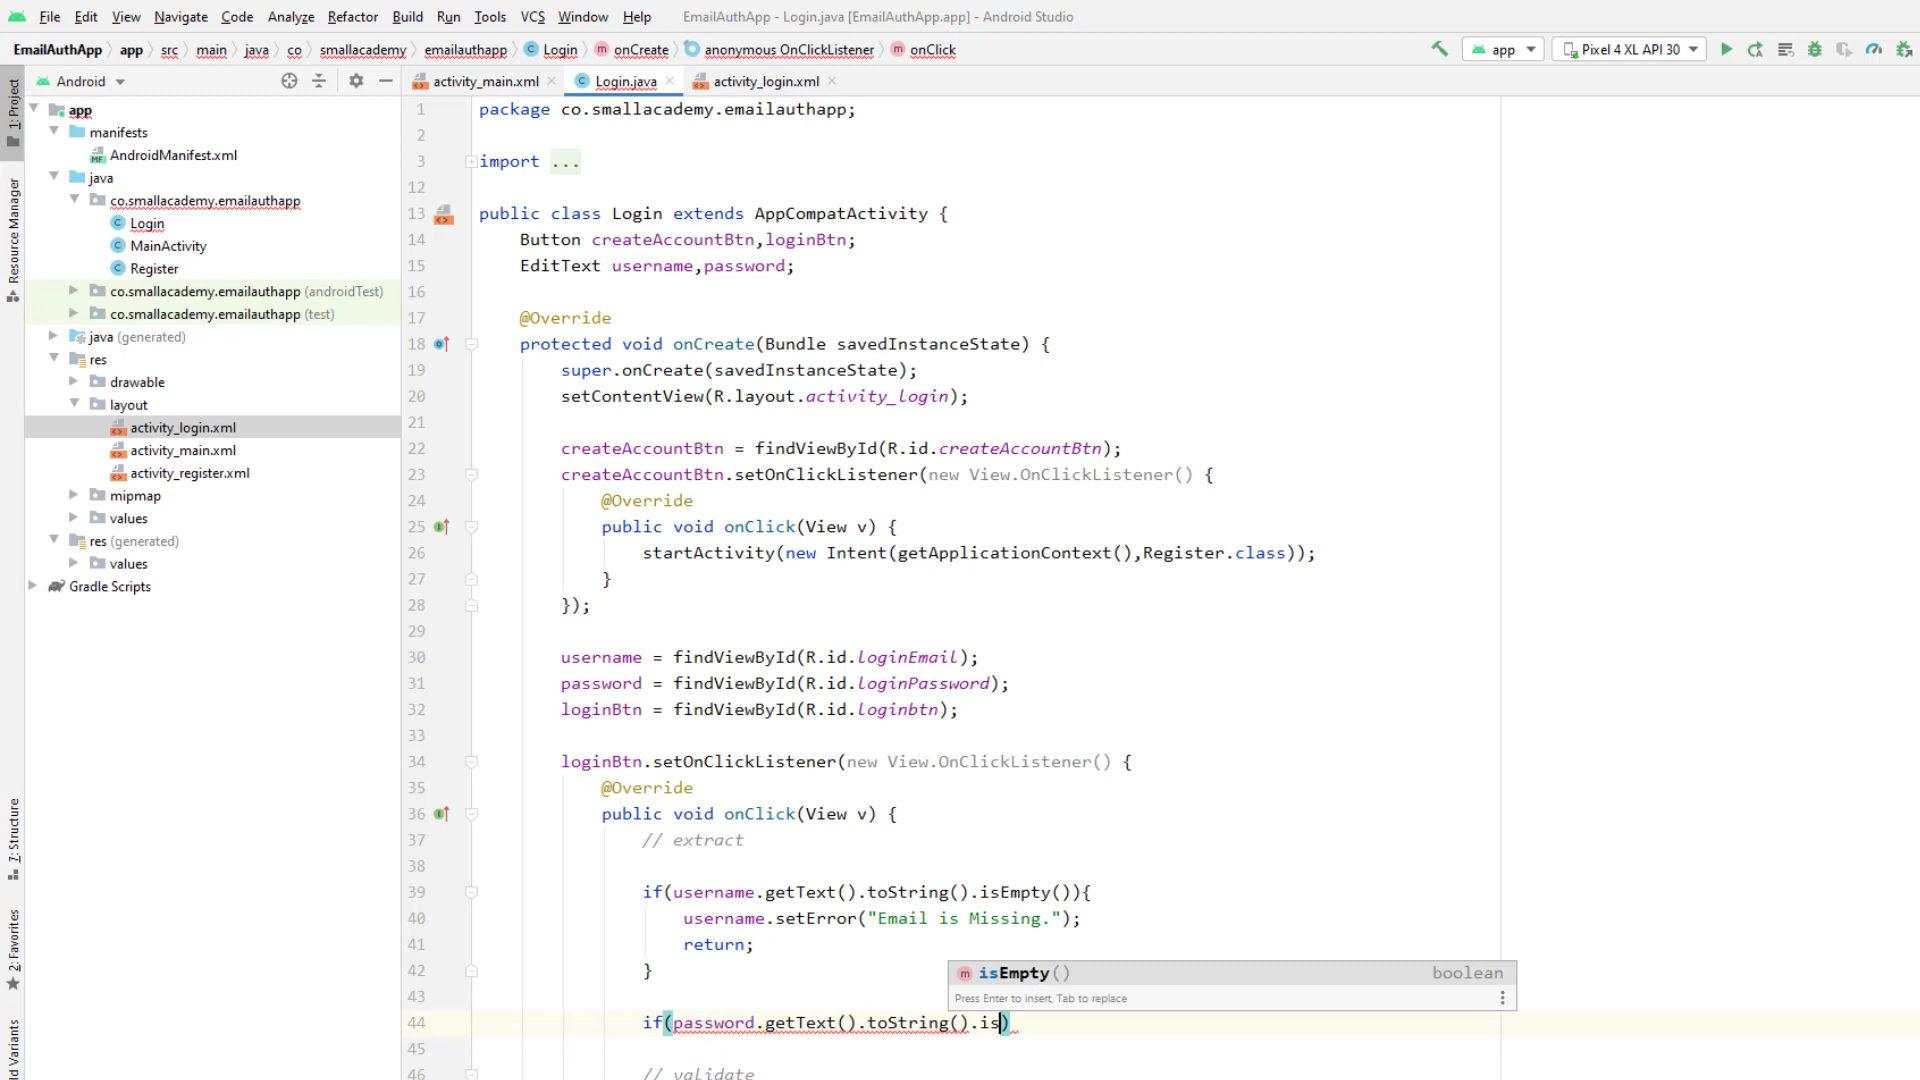 File Edit View Navigate Code Analyze Refactor Build Run Tools VCS Window Help EmailAuthApp - Login.java [EmailAuthApp.app] - Android Studio
EmailAuthApp app src main java co smallacademy emailauthapp Login onCreate anonymous OnClickListener onClick app Pixel 4 XL API 30
Android activity_main.xml Login.java activity_login.xml
1: Project
Resource Manager
7: Structure
2: Favorites
ld Variants
app
manifests
AndroidManifest.xml
java
co.smallacademy.emailauthapp
Login
MainActivity
Register
co.smallacademy.emailauthapp (androidTest)
co.smallacademy.emailauthapp (test)
java (generated)
res
drawable
layout
activity_login.xml
activity_main.xml
activity_register.xml
mipmap
values
res (generated)
values
Gradle Scripts
1 package co.smallacademy.emailauthapp;
2
3 import ...
12
13 public class Login extends AppCompatActivity {
14 Button createAccountBtn,loginBtn;
15 EditText username,password;
16
17 @Override
18 protected void onCreate(Bundle savedInstanceState) {
19 super.onCreate(savedInstanceState);
20 setContentView(R.layout.activity_login);
21
22 createAccountBtn = findViewById(R.id.createAccountBtn);
23 createAccountBtn.setOnClickListener(new View.OnClickListener() {
24 @Override
25 public void onClick(View v) {
26 startActivity(new Intent(getApplicationContext(),Register.class));
27 }
28 });
29
30 username = findViewById(R.id.loginEmail);
31 password = findViewById(R.id.loginPassword);
32 loginBtn = findViewById(R.id.loginbtn);
33
34 loginBtn.setOnClickListener(new View.OnClickListener() {
35 @Override
36 public void onClick(View v) {
37 // extract
38
39 if(username.getText().toString().isEmpty()){
40 username.setError("Email is Missing.");
41 return;
42 }
isEmpty() boolean
43
Press Enter to insert, Tab to replace
44 if(password.getText().toString().is)
45
46 // validate